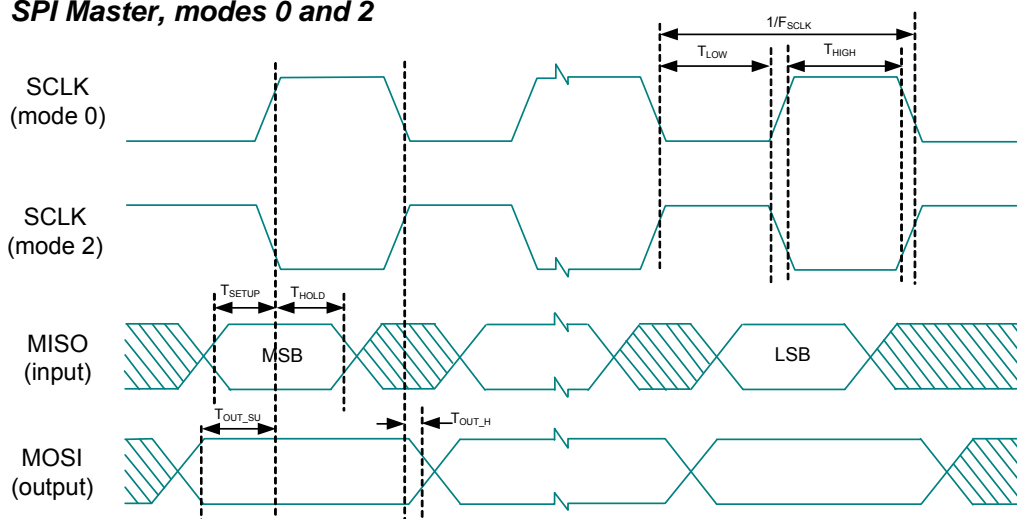 SPI Master, modes 0 and 2
1/FSCLK
TLOW
THIGH
SCLK
(mode 0)
SCLK
(mode 2)
TSETUP
THOLD
MISO
(input)
MSB
LSB
TOUT_SU
TOUT_H
MOSI
(output)